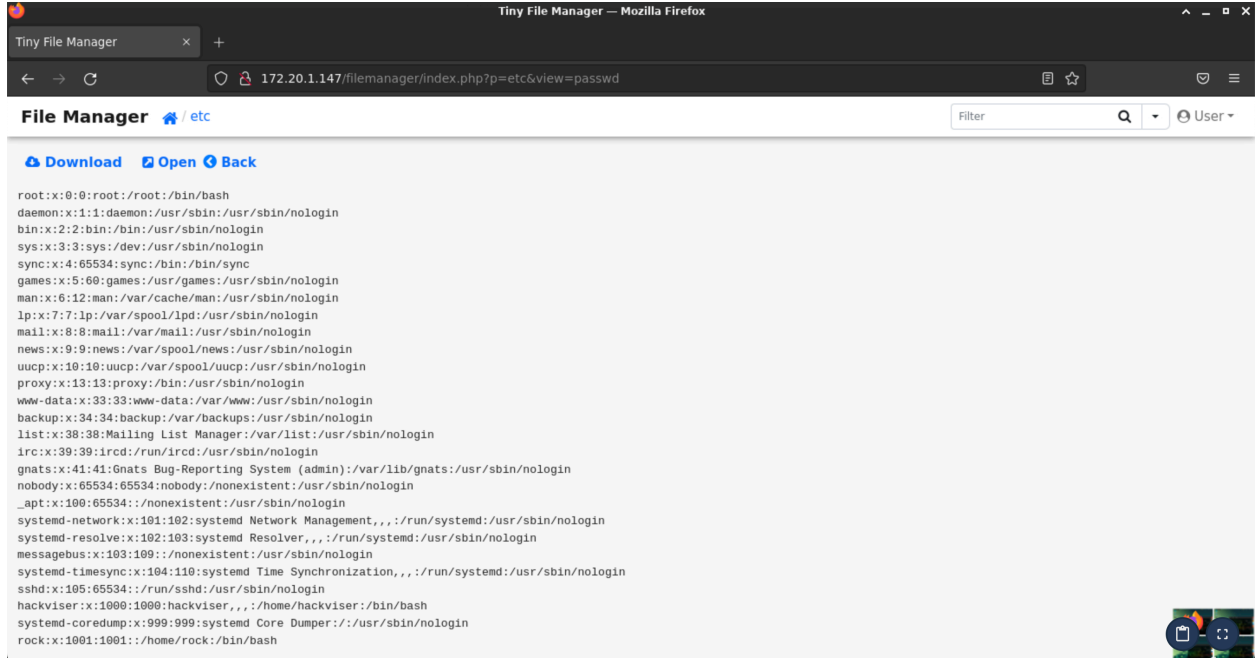 Tiny File Manager — Mozilla Firefox
Tiny File Manager
172.20.1.147/filemanager/index.php?p=etc&view=passwd
File Manager / etc Filter User
Download Open Back
root:x:0:0:root:/root:/bin/bash
daemon:x:1:1:daemon:/usr/sbin:/usr/sbin/nologin
bin:x:2:2:bin:/bin:/usr/sbin/nologin
sys:x:3:3:sys:/dev:/usr/sbin/nologin
sync:x:4:65534:sync:/bin:/bin/sync
games:x:5:60:games:/usr/games:/usr/sbin/nologin
man:x:6:12:man:/var/cache/man:/usr/sbin/nologin
lp:x:7:7:lp:/var/spool/lpd:/usr/sbin/nologin
mail:x:8:8:mail:/var/mail:/usr/sbin/nologin
news:x:9:9:news:/var/spool/news:/usr/sbin/nologin
uucp:x:10:10:uucp:/var/spool/uucp:/usr/sbin/nologin
proxy:x:13:13:proxy:/bin:/usr/sbin/nologin
www-data:x:33:33:www-data:/var/www:/usr/sbin/nologin
backup:x:34:34:backup:/var/backups:/usr/sbin/nologin
list:x:38:38:Mailing List Manager:/var/list:/usr/sbin/nologin
irc:x:39:39:ircd:/run/ircd:/usr/sbin/nologin
gnats:x:41:41:Gnats Bug-Reporting System (admin):/var/lib/gnats:/usr/sbin/nologin
nobody:x:65534:65534:nobody:/nonexistent:/usr/sbin/nologin
_apt:x:100:65534::/nonexistent:/usr/sbin/nologin
systemd-network:x:101:102:systemd Network Management,,,:/run/systemd:/usr/sbin/nologin
systemd-resolve:x:102:103:systemd Resolver,,,:/run/systemd:/usr/sbin/nologin
messagebus:x:103:109::/nonexistent:/usr/sbin/nologin
systemd-timesync:x:104:110:systemd Time Synchronization,,,:/run/systemd:/usr/sbin/nologin
sshd:x:105:65534::/run/sshd:/usr/sbin/nologin
hackviser:x:1000:1000:hackviser,,,:/home/hackviser:/bin/bash
systemd-coredump:x:999:999:systemd Core Dumper:/:/usr/sbin/nologin
rock:x:1001:1001::/home/rock:/bin/bash